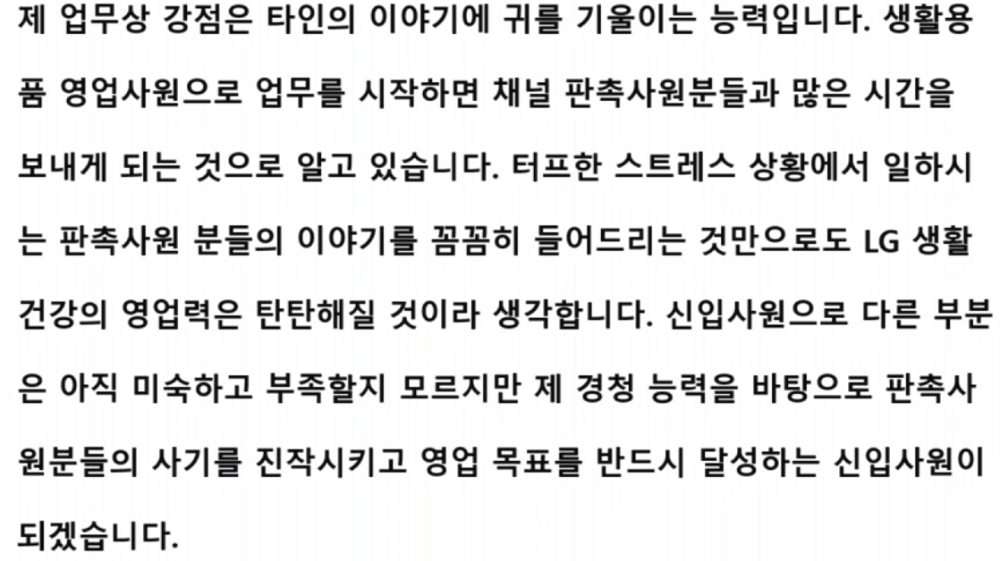 제 업무상 강점은 타인의 이야기에 귀를 기울이는 능력입니다. 생활용
품 영업사원으로 업무를 시작하면 채널 판촉사원분들과 많은 시간을
보내게 되는 것으로 알고 있습니다. 터프한 스트레스 상황에서 일하시
는 판촉사원 분들의 이야기를 꼼꼼히 들어드리는 것만으로도 LG 생활
건강의 영업력은 탄탄해질 것이라 생각합니다. 신입사원으로 다른 부분
은 아직 미숙하고 부족할지 모르지만 제 경청 능력을 바탕으로 판촉사
원분들의 사기를 진작시키고 영업 목표를 반드시 달성하는 신입사원이
되겠습니다.